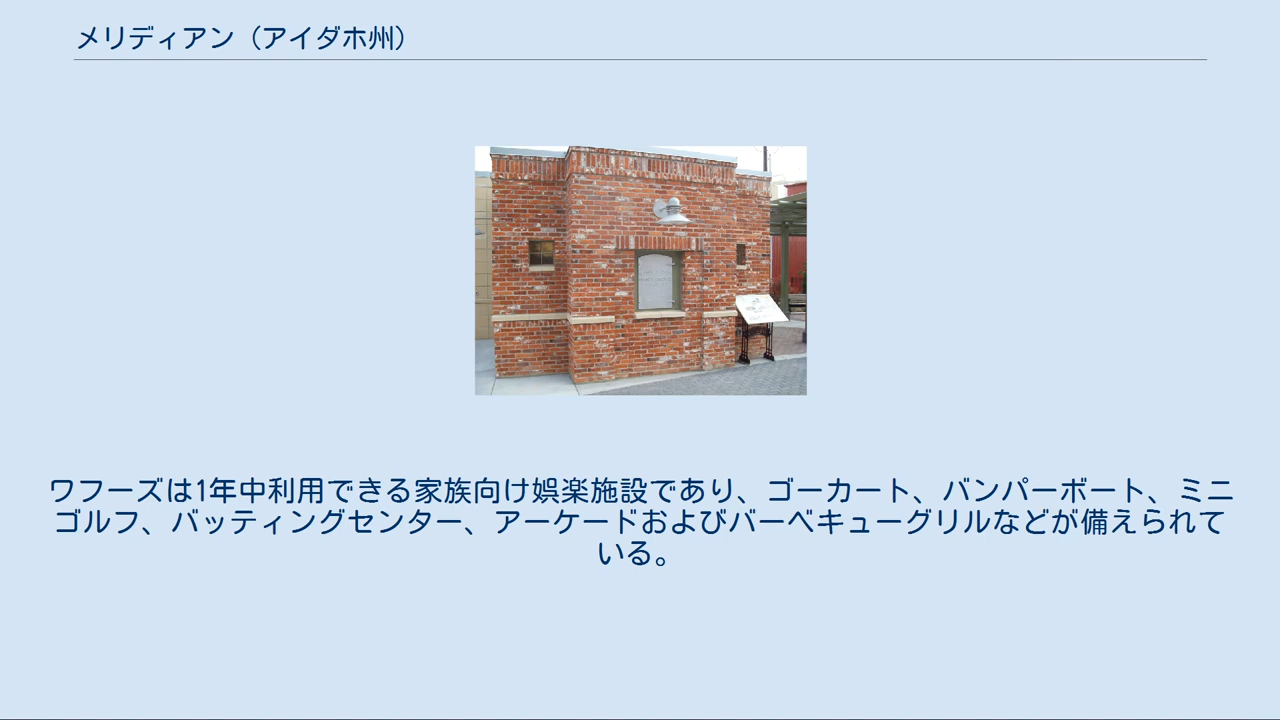 メリディアン（アイダホ州）
ワフーズは1年中利用できる家族向け娯楽施設であり、ゴーカート、バンパーボート、ミニ
ゴルフ、バッティングセンター、アーケードおよびバーベキューグリルなどが備えられて
いる。